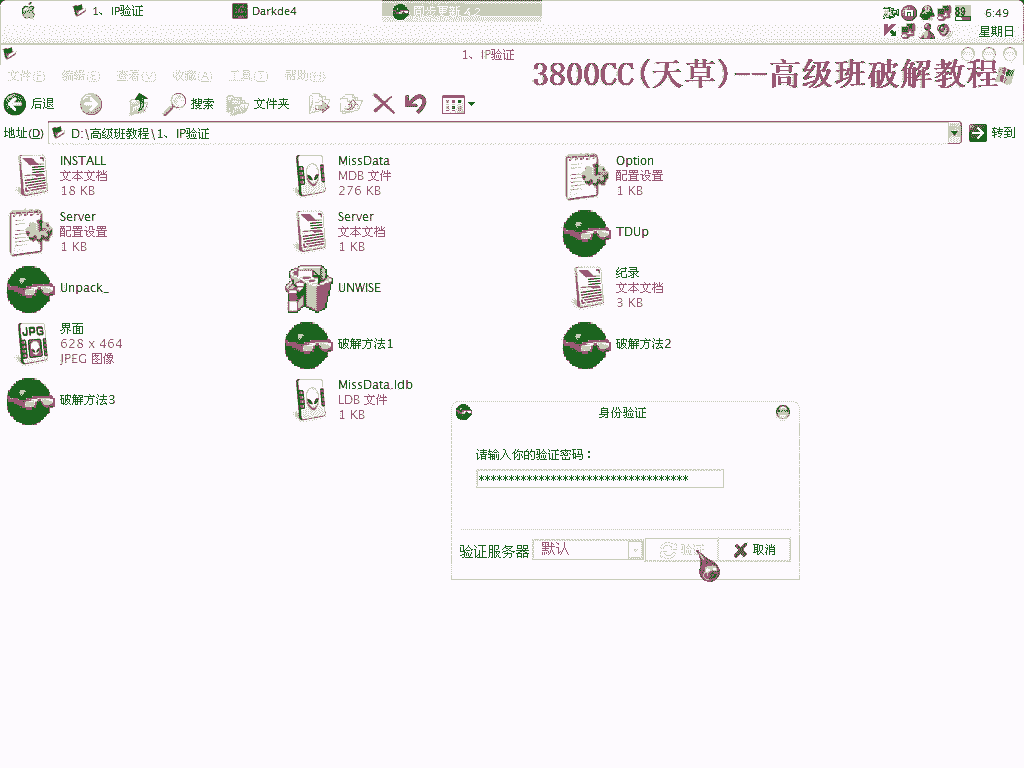 1、IP验证
Darkde4
同步更新 4.2
89
6:49
星期日
1、IP验证
文件(F) 编辑(E) 查看(V) 收藏(A) 工具(T) 帮助(H)
3800CC(天草)--高级班破解教程
后退
搜索
文件夹
地址(D)
D:\高级班教程\1、IP验证
转到
INSTALL
文本文档
18 KB
MissData
MDB 文件
276 KB
Option
配置设置
1 KB
Server
配置设置
1 KB
Server
文本文档
1 KB
TDUp
Unpack_
UNWISE
纪录
文本文档
3 KB
JPG
界面
628 x 464
JPEG 图像
破解方法1
破解方法2
破解方法3
MissData.ldb
LDB 文件
1 KB
身份验证
请输入你的验证密码：
***********************************
验证服务器
默认
验证
取消